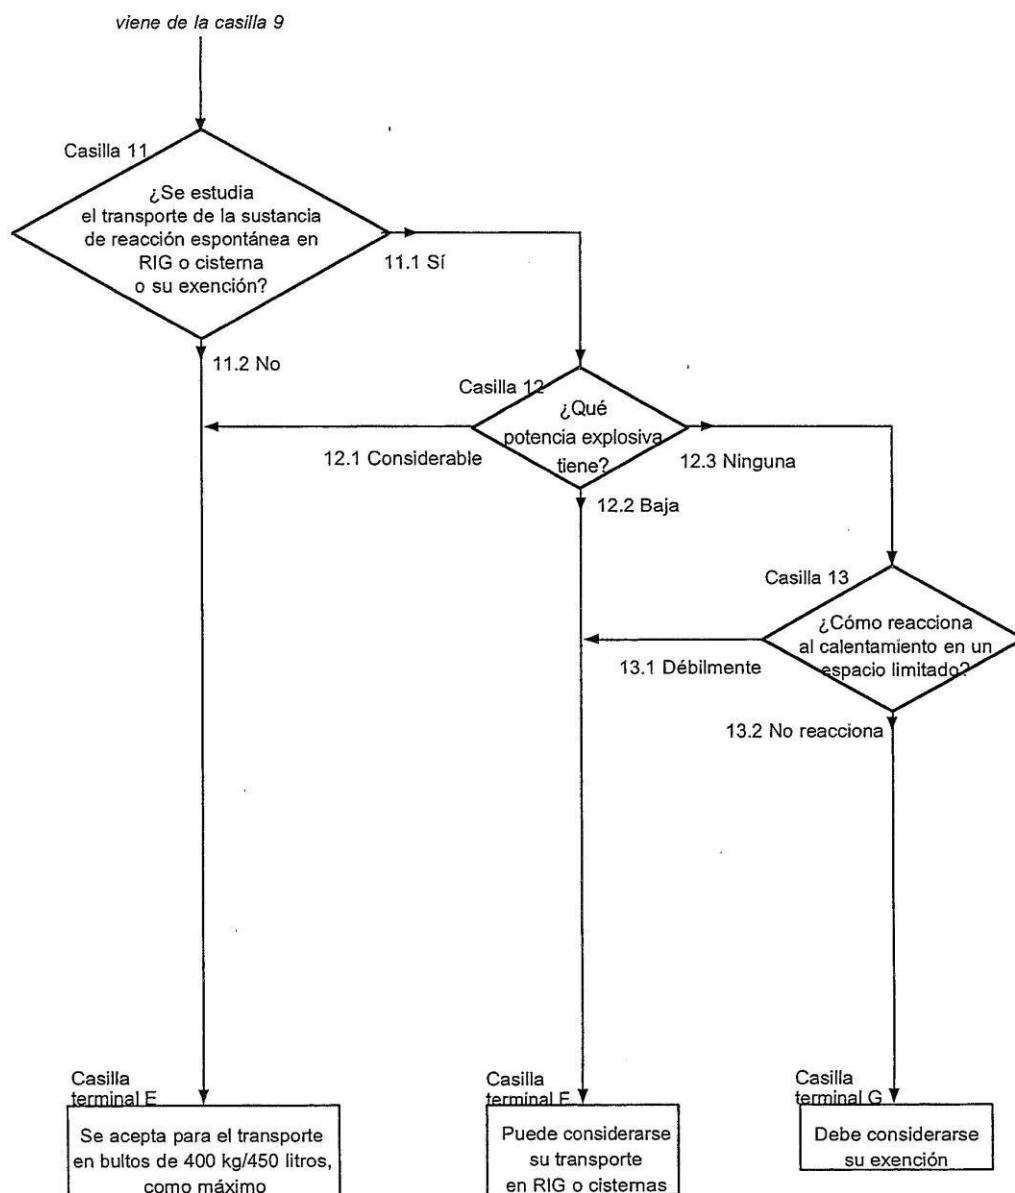 viene de la casilla 9
Casilla 11
¿Se estudia
el transporte de la sustancia
de reacción espontánea en
RIG o cisterna
o su exención?
11.1 Sí
11.2 No
Casilla 12
¿Qué
potencia explosiva
tiene?
12.1 Considerable
12.3 Ninguna
12.2 Baja
Casilla 13
¿Cómo reacciona
al calentamiento en un
espacio limitado?
13.1 Débilmente
13.2 No reacciona
Casilla
terminal E
Se acepta para el transporte
en bultos de 400 kg/450 litros,
como máximo
Casilla
terminal F
Puede considerarse
su transporte
en RIG o cisternas
Casilla
terminal G
Debe considerarse
su exención